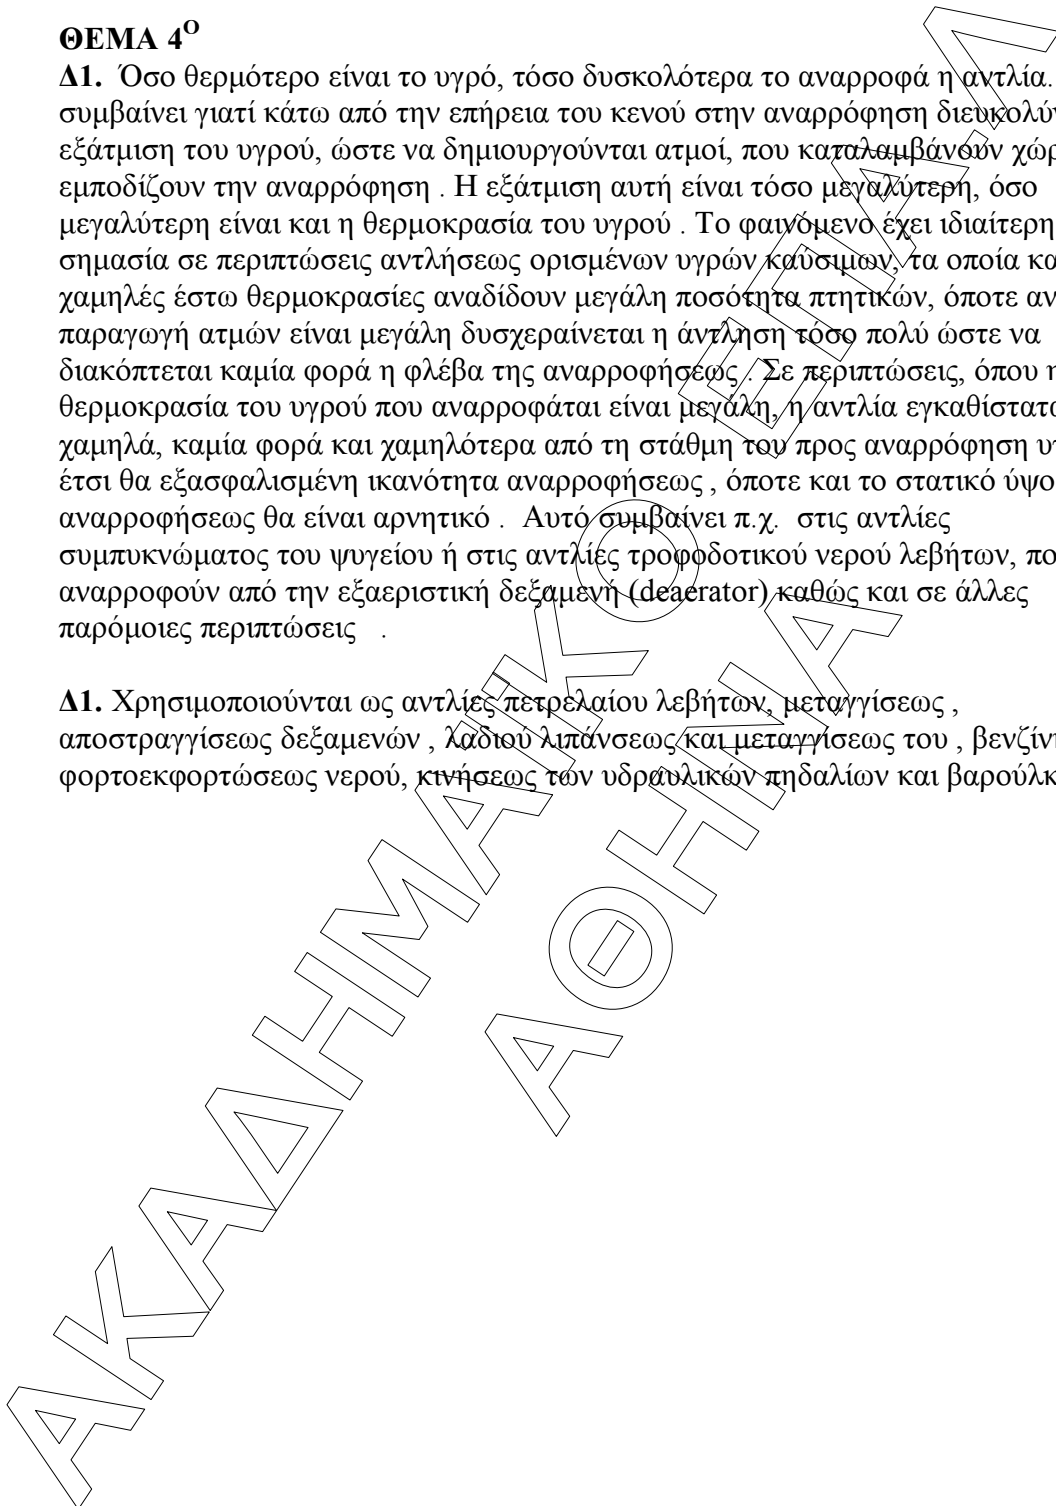 ΘΕΜΑ 4Ο
Δ1. Όσο θερμότερο είναι το υγρό, τόσο δυσκολότερα το αναρροφά η αντλία.
συμβαίνει γιατί κάτω από την επήρεια του κενού στην αναρρόφηση διευκολύν
εξάτμιση του υγρού, ώστε να δημιουργούνται ατμοί, που καταλαμβάνουν χώρ
εμποδίζουν την αναρρόφηση . Η εξάτμιση αυτή είναι τόσο μεγαλύτερη, όσο
μεγαλύτερη είναι και η θερμοκρασία του υγρού . Το φαινόμενο έχει ιδιαίτερη
σημασία σε περιπτώσεις αντλήσεως ορισμένων υγρών καύσιμων, τα οποία κα
χαμηλές έστω θερμοκρασίες αναδίδουν μεγάλη ποσότητα πτητικών, όποτε αν
παραγωγή ατμών είναι μεγάλη δυσχεραίνεται η άντληση τόσο πολύ ώστε να
διακόπτεται καμία φορά η φλέβα της αναρροφήσεως . Σε περιπτώσεις, όπου η
θερμοκρασία του υγρού που αναρροφάται είναι μεγάλη, η αντλία εγκαθίστατα
χαμηλά, καμία φορά και χαμηλότερα από τη στάθμη του προς αναρρόφηση υγ
έτσι θα εξασφαλισμένη ικανότητα αναρροφήσεως , όποτε και το στατικό ύψο
αναρροφήσεως θα είναι αρνητικό . Αυτό συμβαίνει π.χ. στις αντλίες
συμπυκνώματος του ψυγείου ή στις αντλίες τροφοδοτικού νερού λεβήτων, πο
αναρροφούν από την εξαεριστική δεξαμενή (deaerator) καθώς και σε άλλες
παρόμοιες περιπτώσεις .
Δ1. Χρησιμοποιούνται ως αντλίες πετρελαίου λεβήτων, μεταγγίσεως ,
αποστραγγίσεως δεξαμενών , λαδιού λιπάνσεως και μεταγγίσεως του , βενζίνη
φορτοεκφορτώσεως νερού, κινήσεως των υδραυλικών πηδαλίων και βαρούλκ
ΑΚΑΔΗΜΑΪΚΟ ΕΠΑ.Λ
ΑΘΗΝΑ